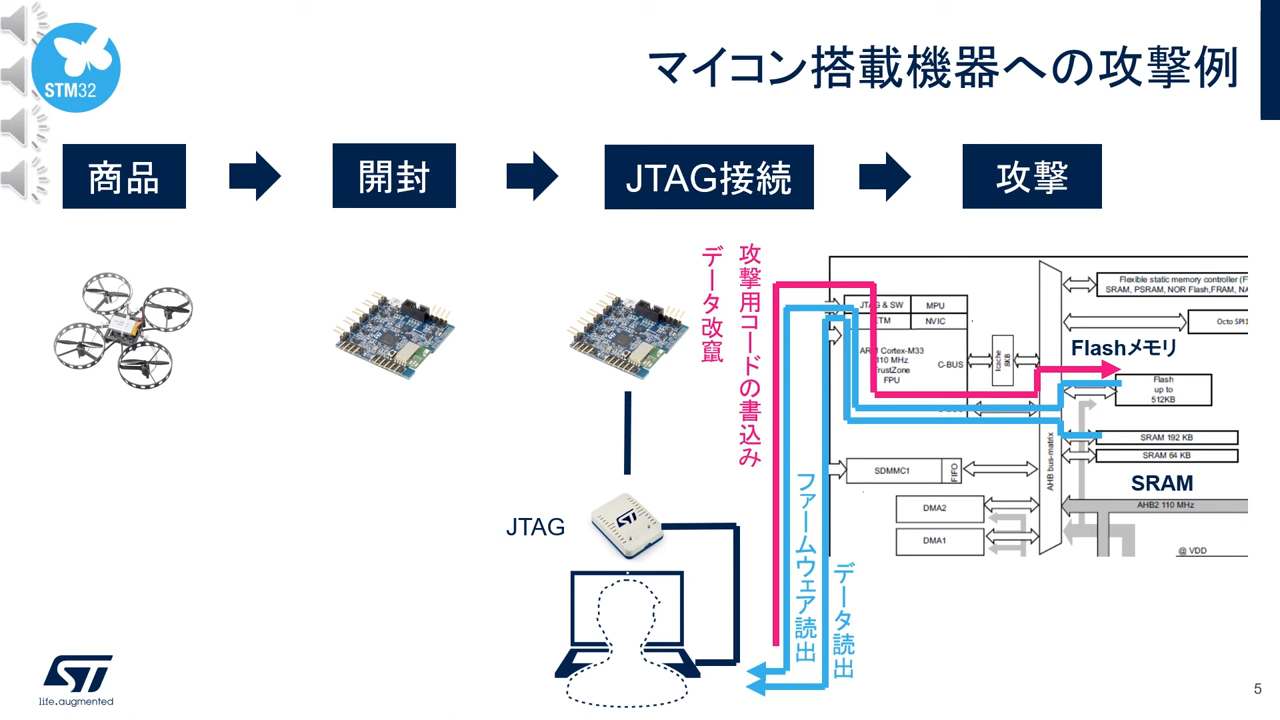 STM32
マイコン搭載機器への攻撃例
商品
開封
JTAG接続
攻撃
データ改竄
攻撃用コードの書込み
ファームウェア読出
データ読出
JTAG
JTAG & SW
MPU
ETM
NVIC
ARM Cortex-M33
110 MHz
TrustZone
FPU
C-BUS
Icache
8KB
Flexible static memory controller (F
SRAM, PSRAM, NOR Flash,FRAM, NA
Octo SPI1
Flashメモリ
Flash
up to
512KB
SRAM 192 KB
SRAM 64 KB
SRAM
AHB bus-matrix
SDMMC1
FIFO
DMA2
DMA1
AHB2 110 MHz
@ VDD
ST
life.augmented
5